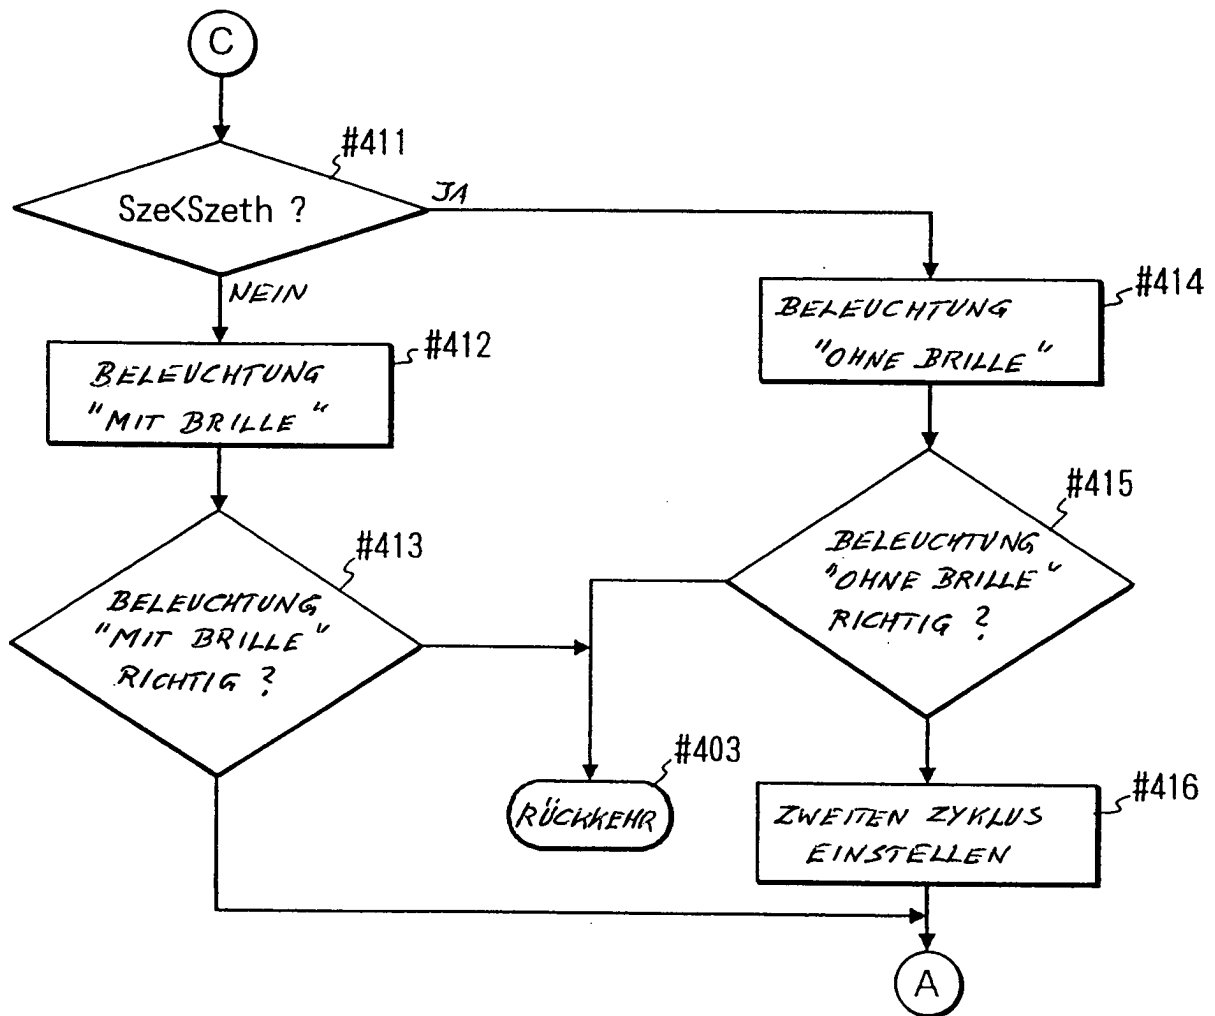 C
#411
Sze<Szeth ?
JA
NEIN
#412
BELEUCHTUNG
"MIT BRILLE"
#413
BELEUCHTUNG
"MIT BRILLE"
RICHTIG ?
#414
BELEUCHTUNG
"OHNE BRILLE"
#415
BELEUCHTUNG
"OHNE BRILLE"
RICHTIG ?
#403
RÜCKKEHR
#416
ZWEITEN ZYKLUS
EINSTELLEN
A